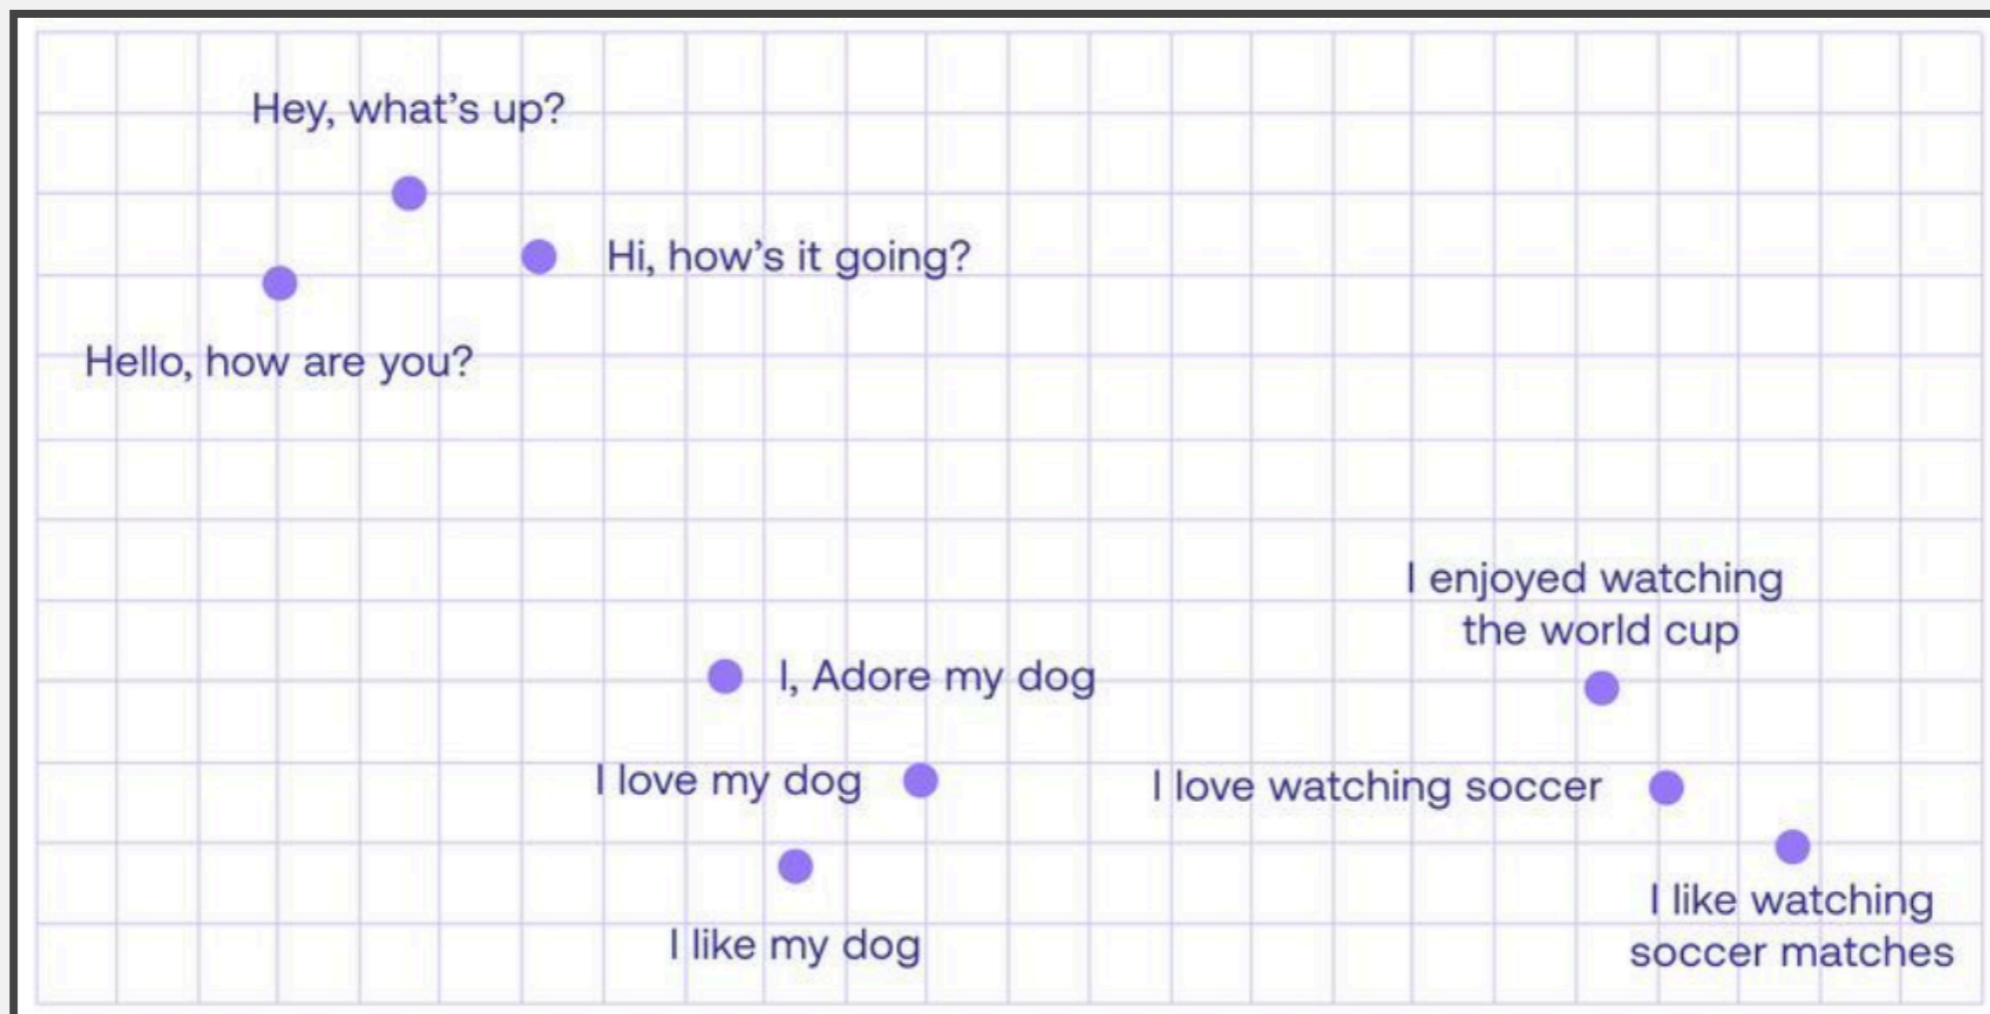 Hey, what's up?
Hi, how's it going?
Hello, how are you?
I enjoyed watching
the world cup
I, Adore my dog
I love my dog
I love watching soccer
I like my dog
I like watching
soccer matches